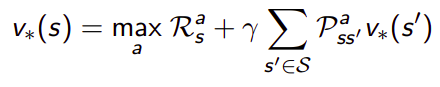 v∗(s) = max_a ℛ_s^a + γ ∑_{s′∈𝒮} 𝒫_{ss′}^a v∗(s′)